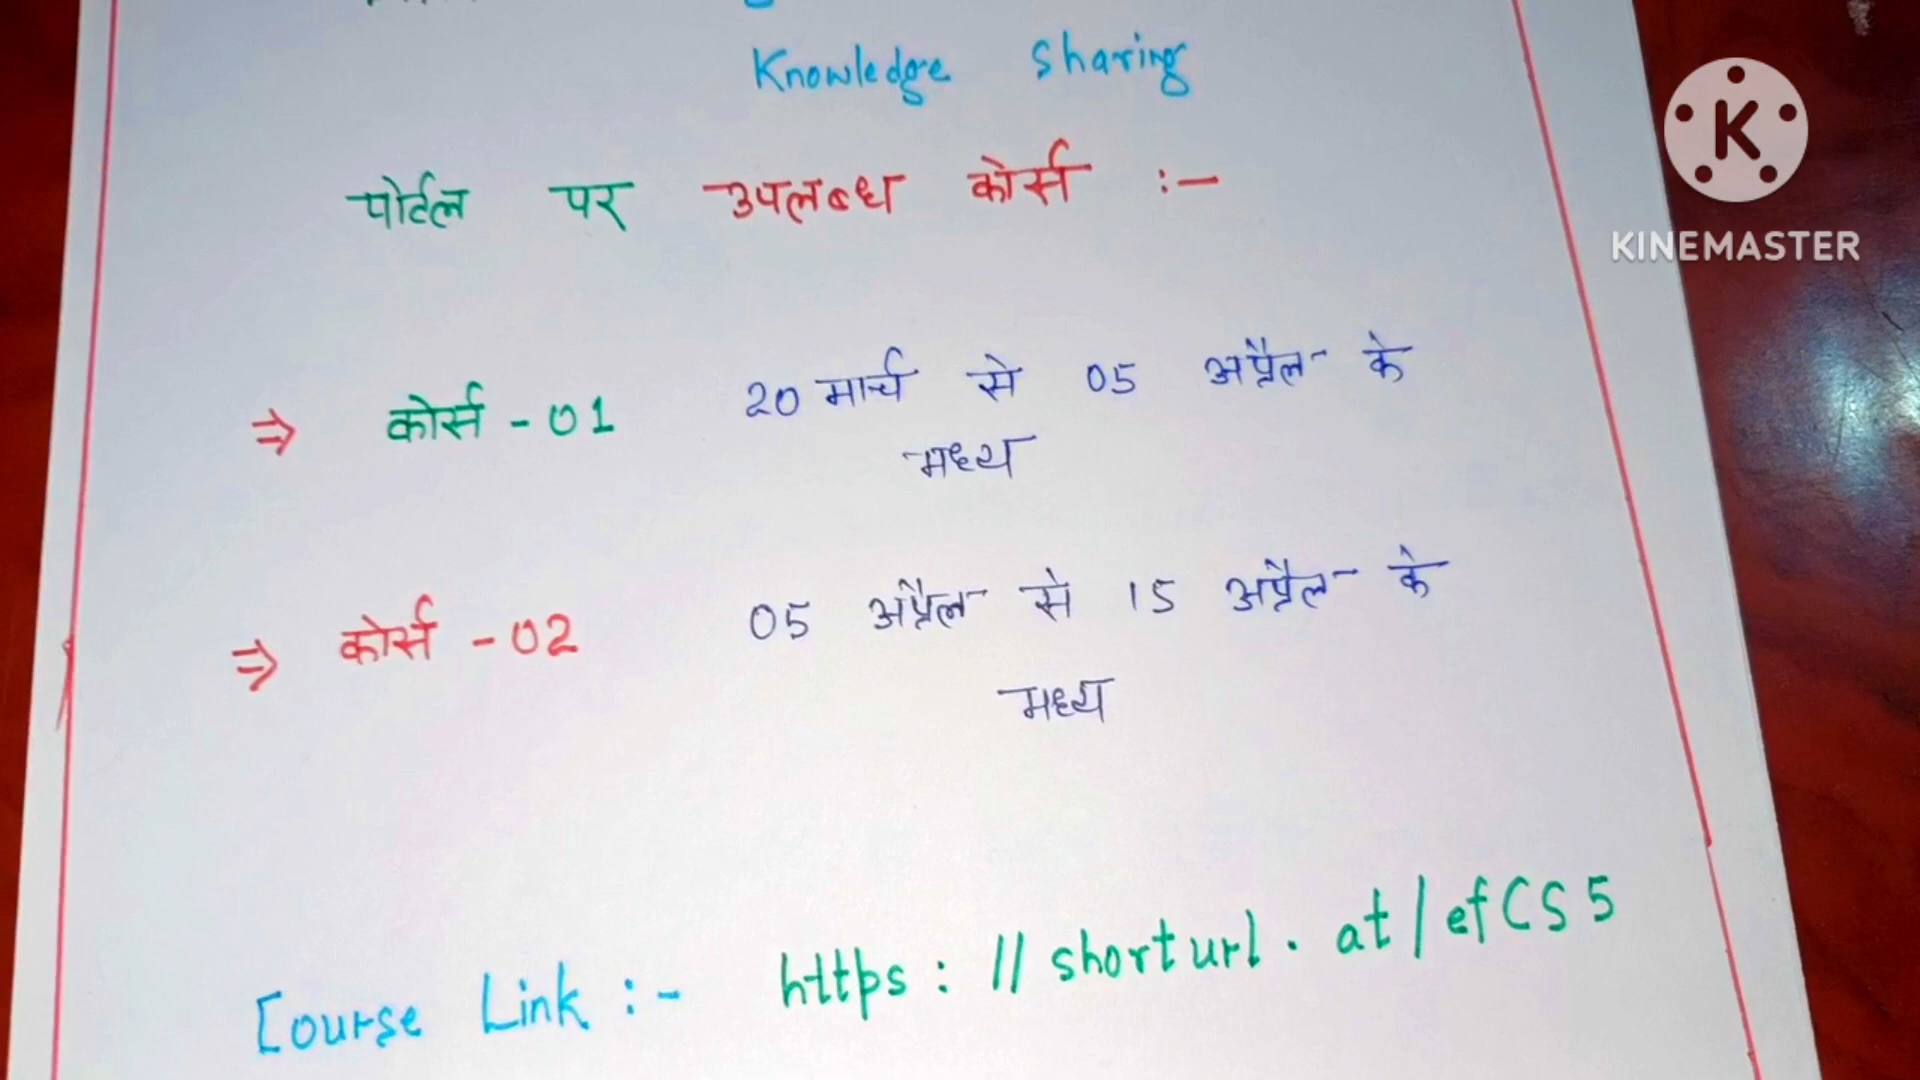 Knowledge Sharing
पोर्टल पर उपलब्ध कोर्स :-
⇒ कोर्स - 01 20 मार्च से 05 अप्रैल के
मध्य
⇒ कोर्स - 02 05 अप्रैल से 15 अप्रैल के
मध्य
Course Link :- https://shorturl.at/efCS5
K
KINEMASTER